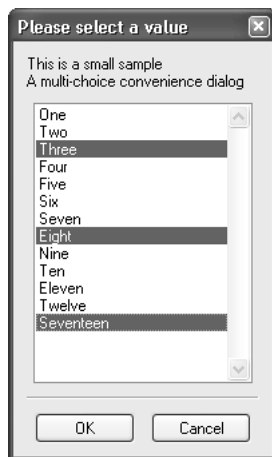 Please select a value
This is a small sample
A multi-choice convenience dialog
One
Two
Three
Four
Five
Six
Seven
Eight
Nine
Ten
Eleven
Twelve
Seventeen
OK Cancel